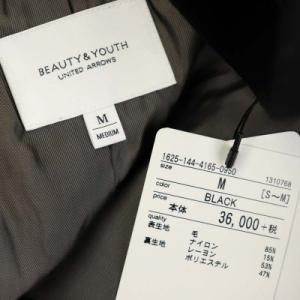 BEAUTY&YOUTH
UNITED ARROWS
M
MEDIUM
1625-144-4165-0950
size 1310768
M [S~M]
color
BLACK
price
本体 36,000+税
quality
表生地 毛 85%
ナイロン 15%
裏生地 レーヨン 53%
ポリエステル 47%